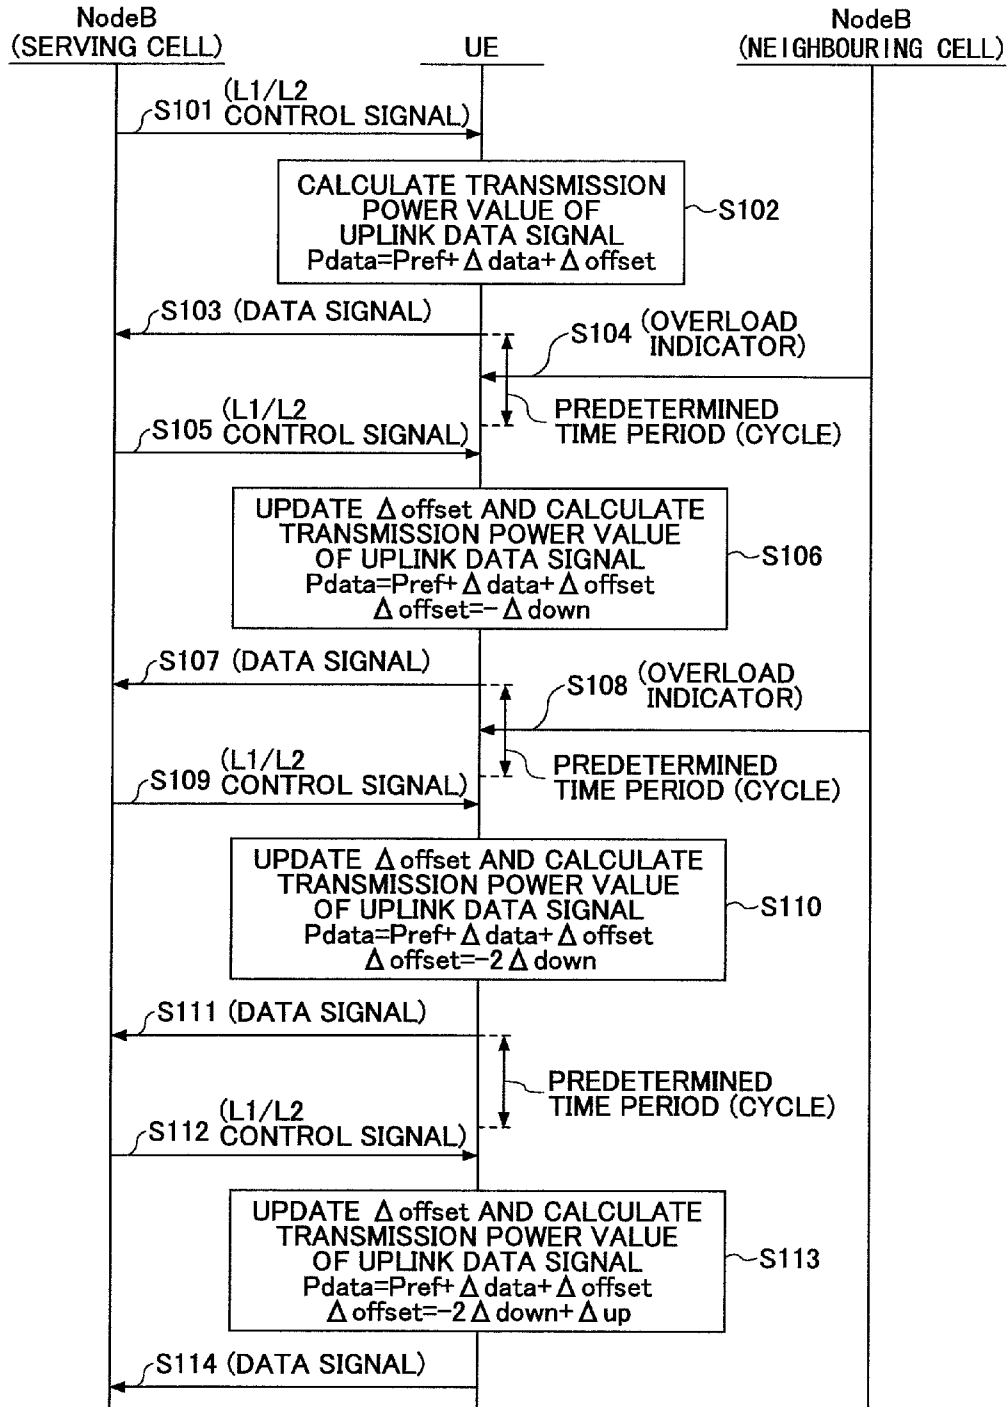 NodeB
(SERVING CELL)
UE
NodeB
(NEIGHBOURING CELL)
S101 (L1/L2
CONTROL SIGNAL)
CALCULATE TRANSMISSION
POWER VALUE OF
UPLINK DATA SIGNAL
Pdata=Pref+Δdata+Δoffset
S102
S103 (DATA SIGNAL)
S104 (OVERLOAD
INDICATOR)
PREDETERMINED
TIME PERIOD (CYCLE)
S105 (L1/L2
CONTROL SIGNAL)
UPDATE Δoffset AND CALCULATE
TRANSMISSION POWER VALUE
OF UPLINK DATA SIGNAL
Pdata=Pref+Δdata+Δoffset
Δoffset=-Δdown
S106
S107 (DATA SIGNAL)
S108 (OVERLOAD
INDICATOR)
PREDETERMINED
TIME PERIOD (CYCLE)
S109 (L1/L2
CONTROL SIGNAL)
UPDATE Δoffset AND CALCULATE
TRANSMISSION POWER VALUE
OF UPLINK DATA SIGNAL
Pdata=Pref+Δdata+Δoffset
Δoffset=-2Δdown
S110
S111 (DATA SIGNAL)
PREDETERMINED
TIME PERIOD (CYCLE)
S112 (L1/L2
CONTROL SIGNAL)
UPDATE Δoffset AND CALCULATE
TRANSMISSION POWER VALUE
OF UPLINK DATA SIGNAL
Pdata=Pref+Δdata+Δoffset
Δoffset=-2Δdown+Δup
S113
S114 (DATA SIGNAL)